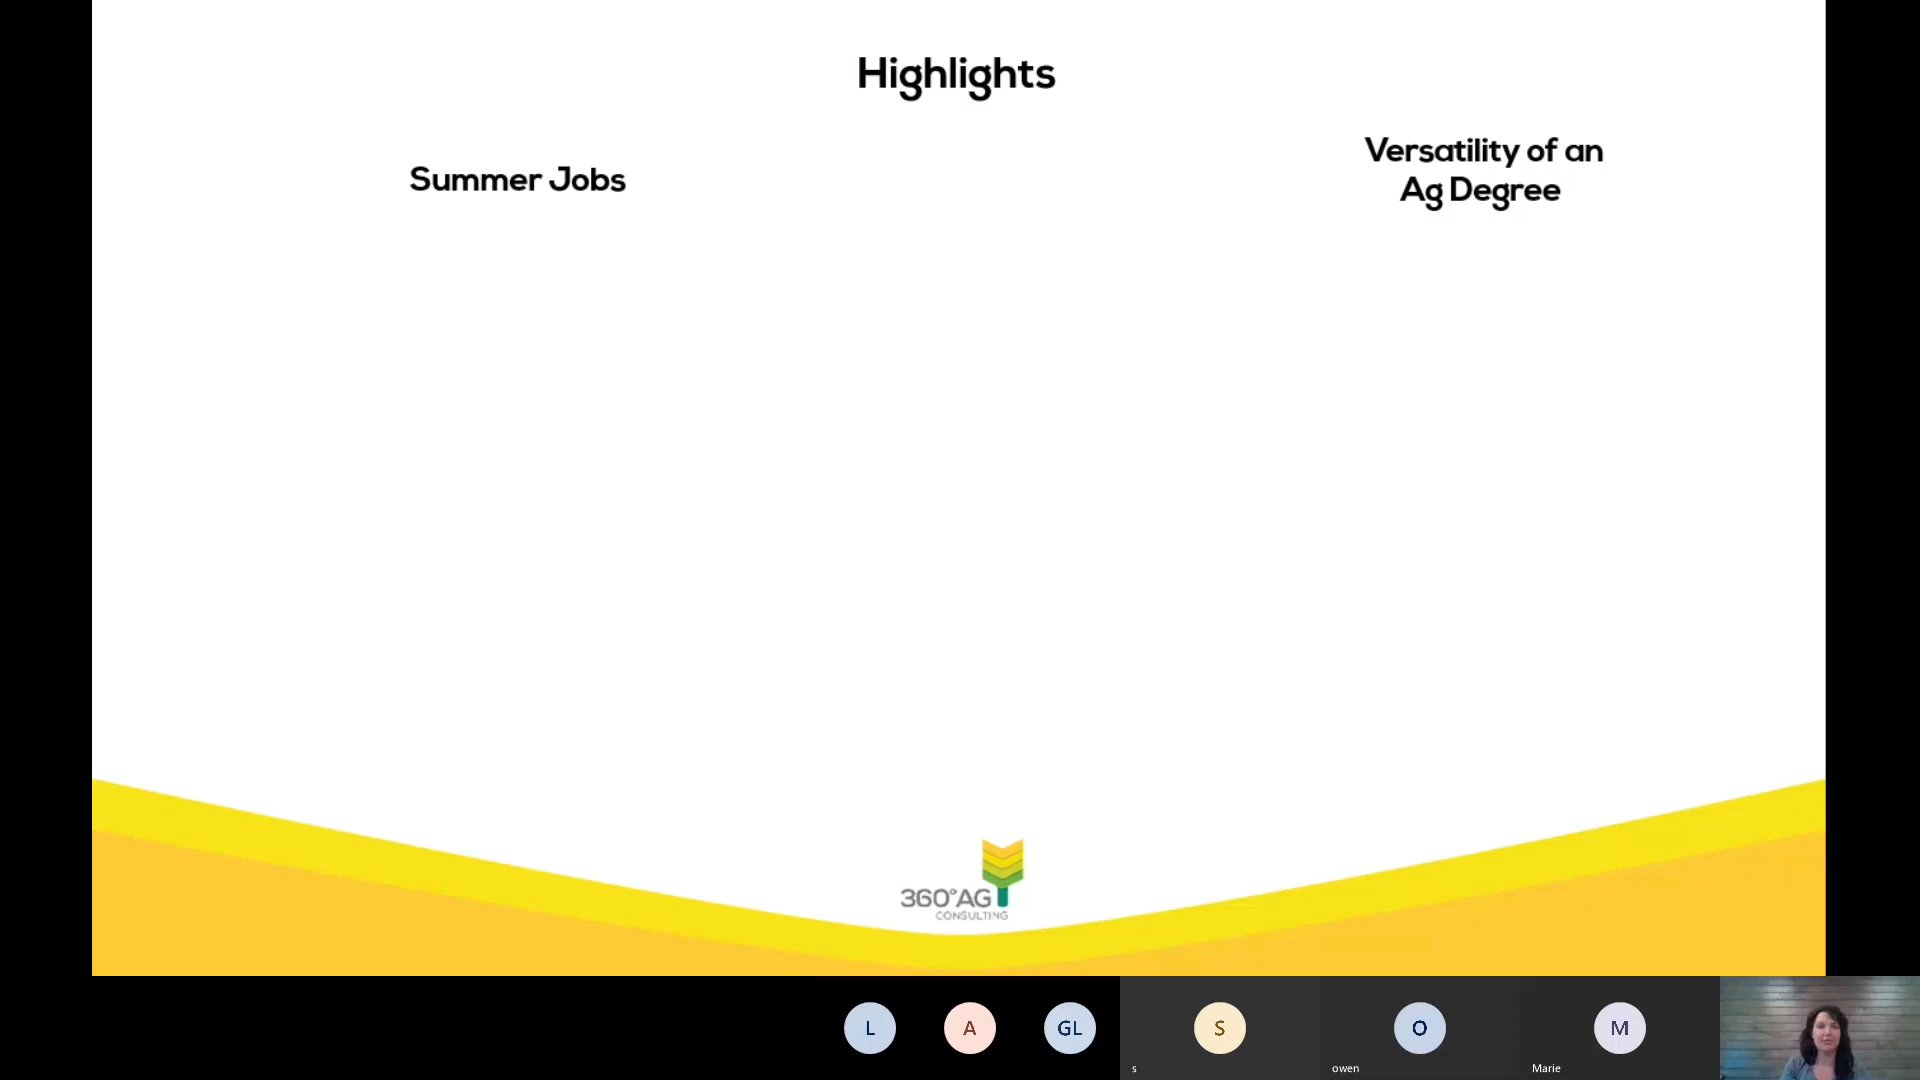 Highlights
Summer Jobs
Versatility of an
Ag Degree
360°AG
CONSULTING
L
A
GL
S
O
M
s
owen
Marie